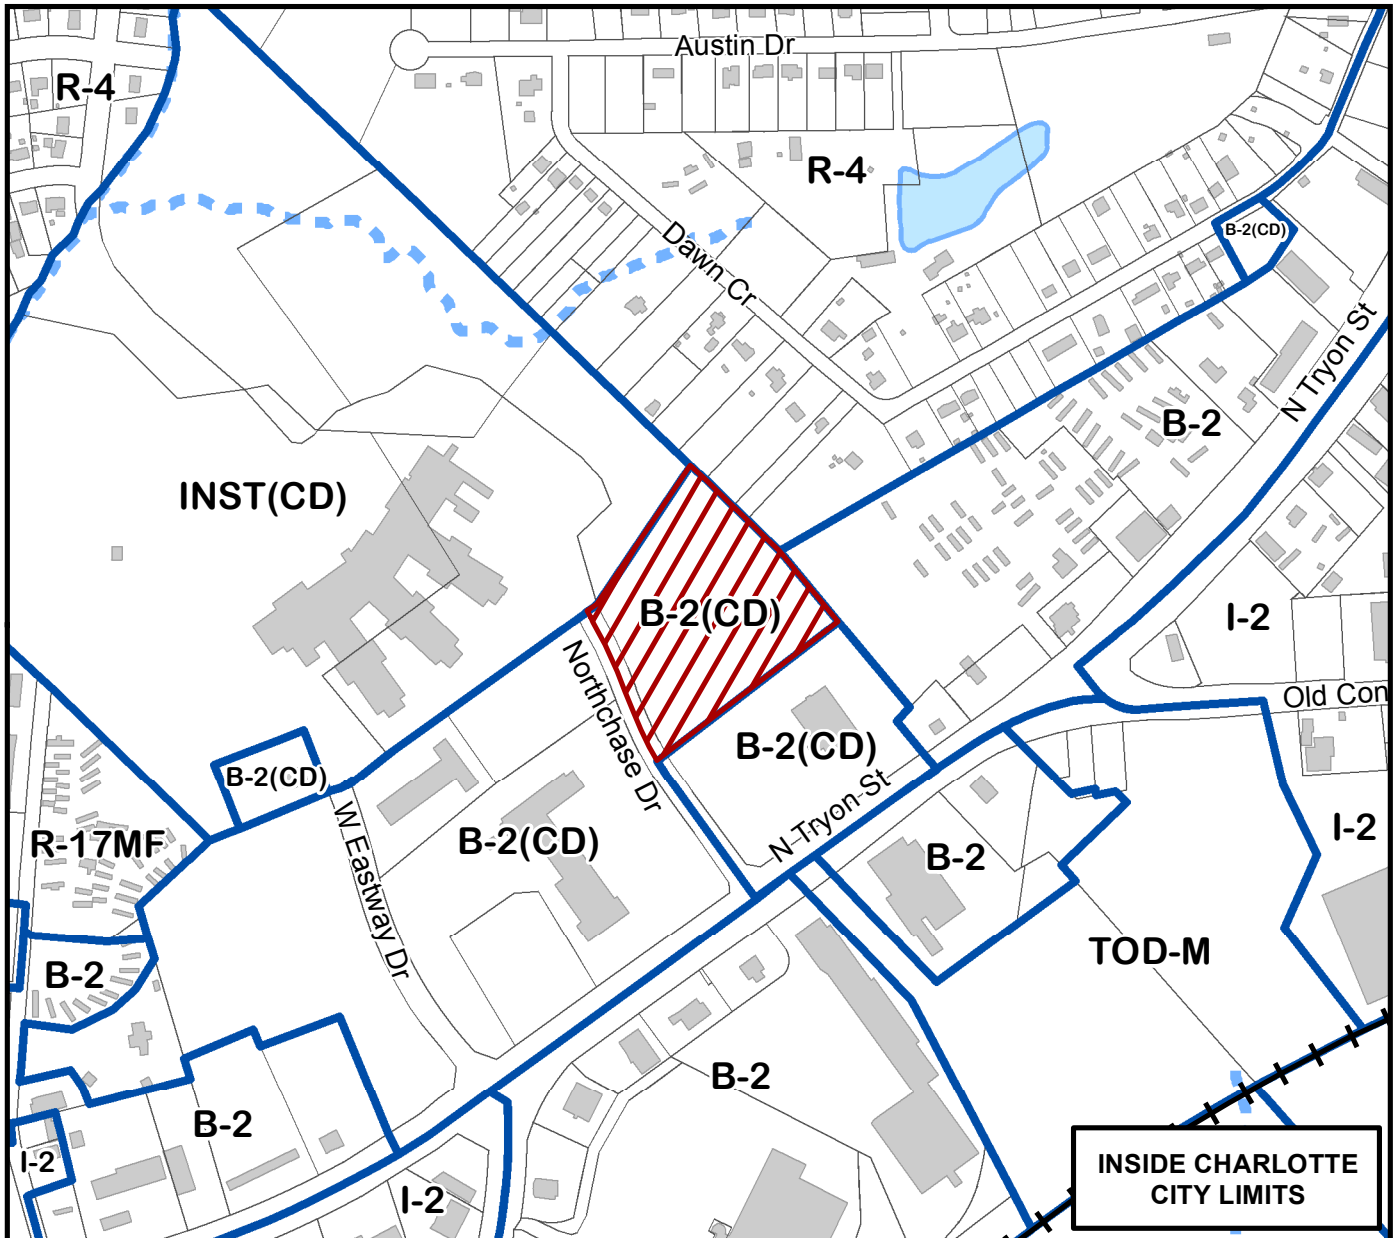 Austin Dr
R-4
R-4
Dawn Cr
B-2(CD)
N Tryon St
B-2
INST(CD)
B-2(CD)
I-2
Northchase Dr
Old Con
B-2(CD)
B-2(CD)
N Tryon St
W Eastway Dr
R-17MF
B-2(CD)
B-2
I-2
TOD-M
B-2
B-2
B-2
I-2
I-2
INSIDE CHARLOTTE
CITY LIMITS